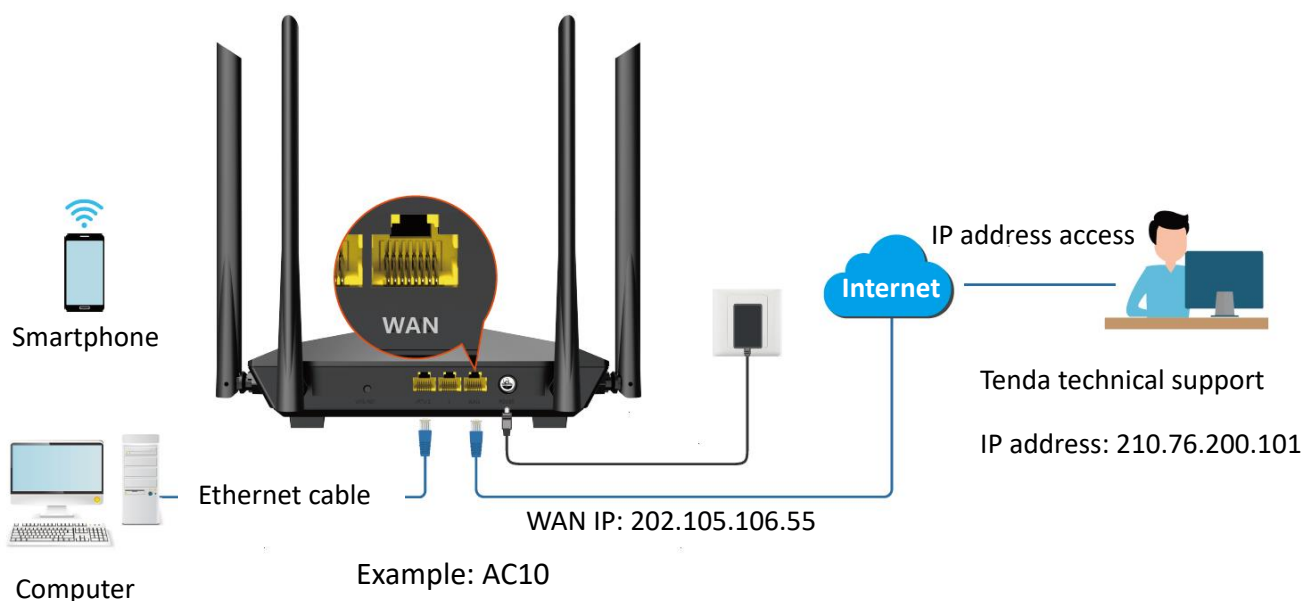 IP address access
Internet
WAN
Smartphone
Tenda technical support
IP address: 210.76.200.101
Ethernet cable
WAN IP: 202.105.106.55
Example: AC10
Computer